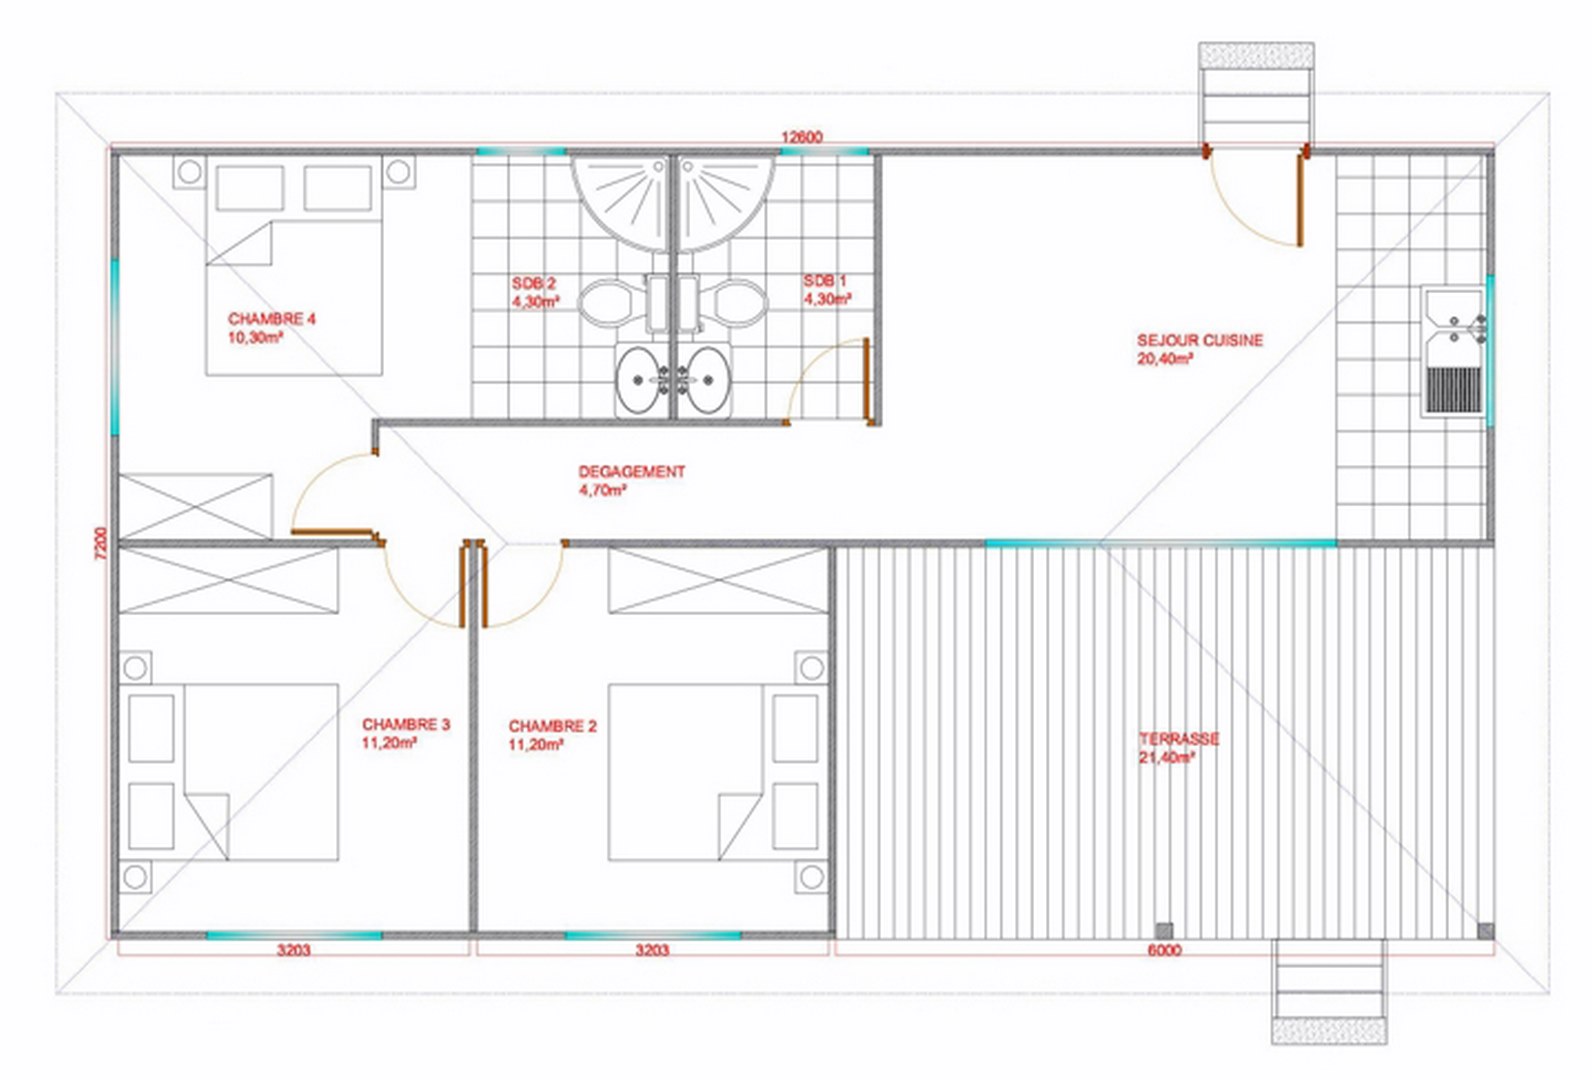 12600
SDB 2
4,30m²
SDB 1
4,30m²
CHAMBRE 4
10,30m²
SEJOUR CUISINE
20,40m²
DEGAGEMENT
4,70m²
7200
CHAMBRE 3
11,20m²
CHAMBRE 2
11,20m²
TERRASSE
21,40m²
3203
3203
6000